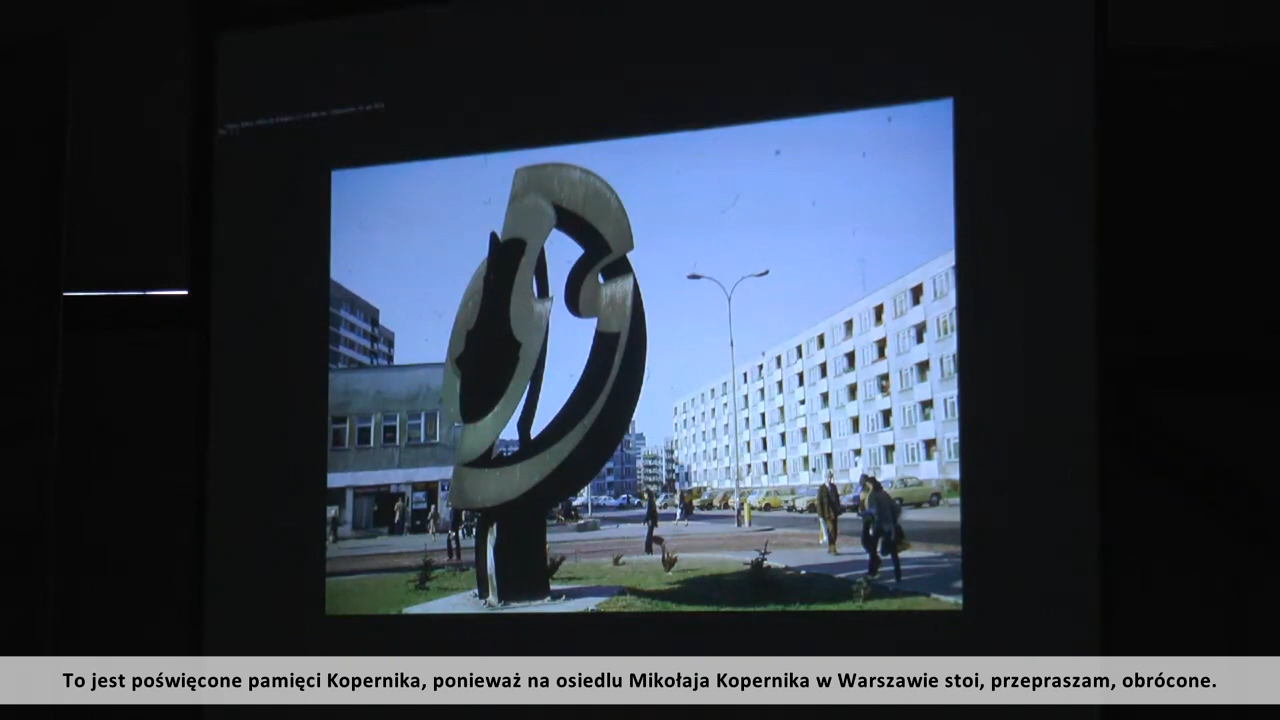 To jest poświęcone pamięci Kopernika, ponieważ na osiedlu Mikołaja Kopernika w Warszawie stoi, przepraszam, obrócone.